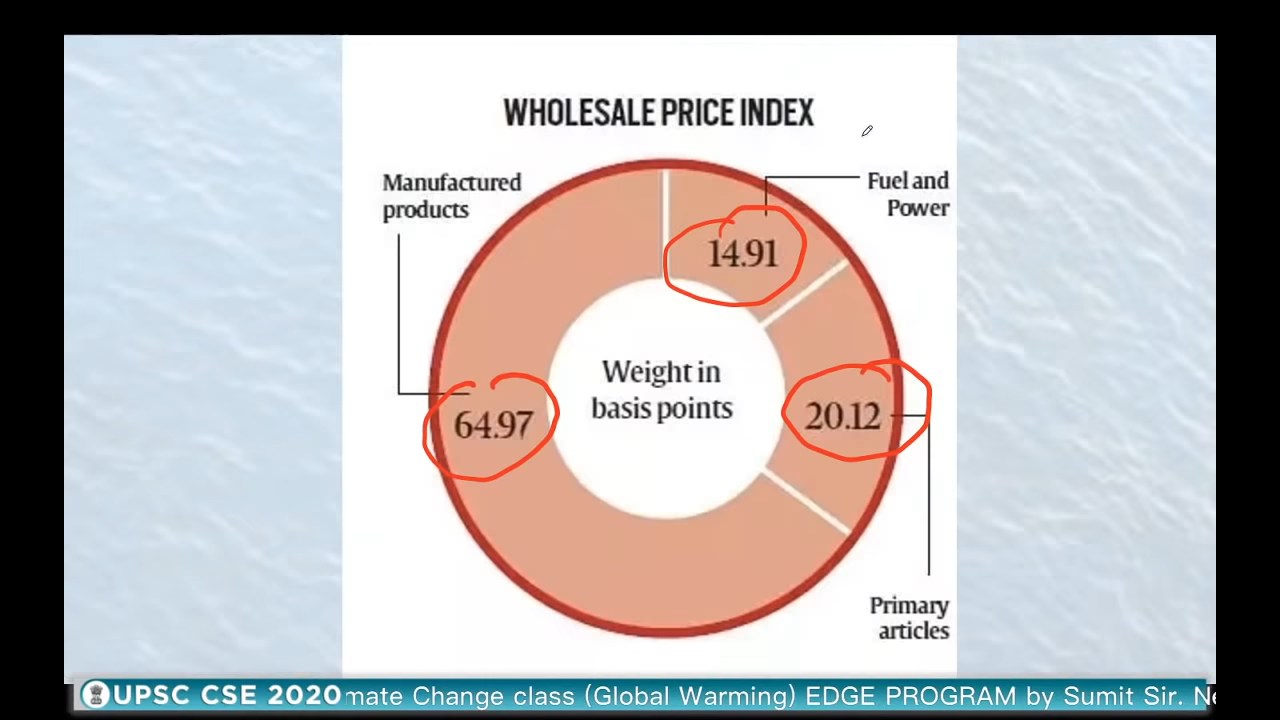 WHOLESALE PRICE INDEX
Manufactured
products
Fuel and
Power
14.91
Weight in
basis points
64.97
20.12
Primary
articles
UPSC CSE 2020
mate Change class (Global Warming) EDGE PROGRAM by Sumit Sir. Ne